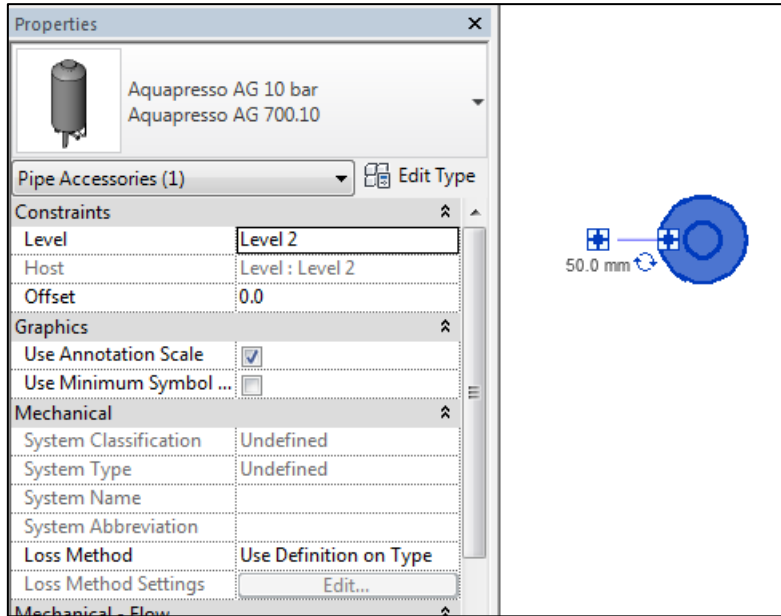 Properties
Aquapresso AG 10 bar
Aquapresso AG 700.10
Pipe Accessories (1) Edit Type
Constraints
Level Level 2
Host Level : Level 2
Offset 0.0
Graphics
Use Annotation Scale
Use Minimum Symbol ...
Mechanical
System Classification Undefined
System Type Undefined
System Name
System Abbreviation
Loss Method Use Definition on Type
Loss Method Settings Edit...
Mechanical - Flow
50.0 mm